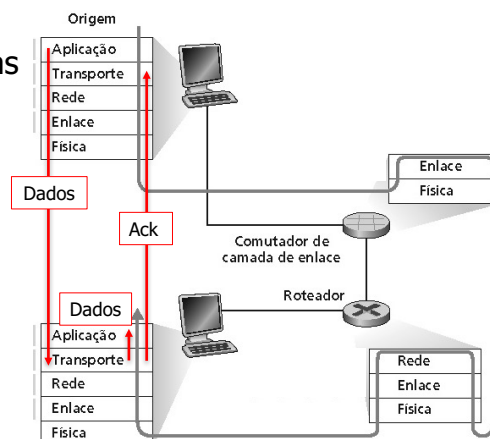 Origem
as
Aplicação
Transporte
Rede
Enlace
Física
Enlace
Física
Dados
Ack
Comutador de
camada de enlace
Roteador
Dados
Aplicação
Transporte
Rede
Enlace
Física
Rede
Enlace
Física